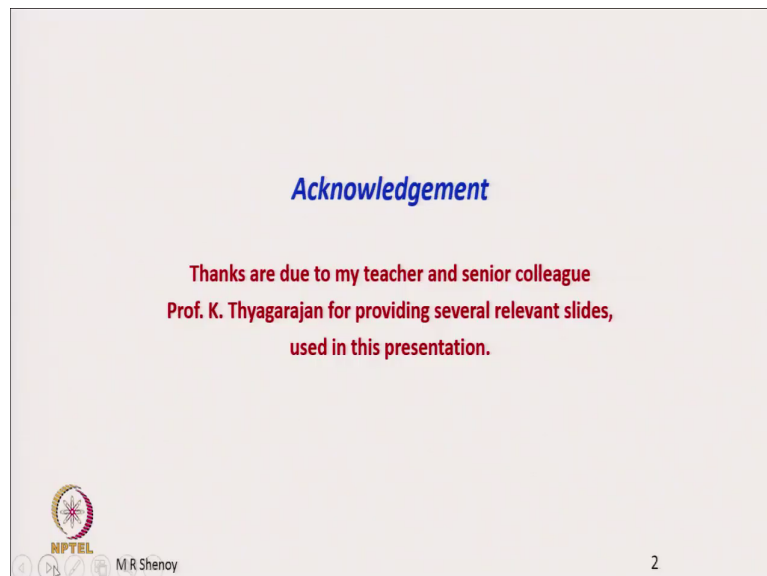 Acknowledgement
Thanks are due to my teacher and senior colleague
Prof. K. Thyagarajan for providing several relevant slides,
used in this presentation.
NPTEL
M R Shenoy
2